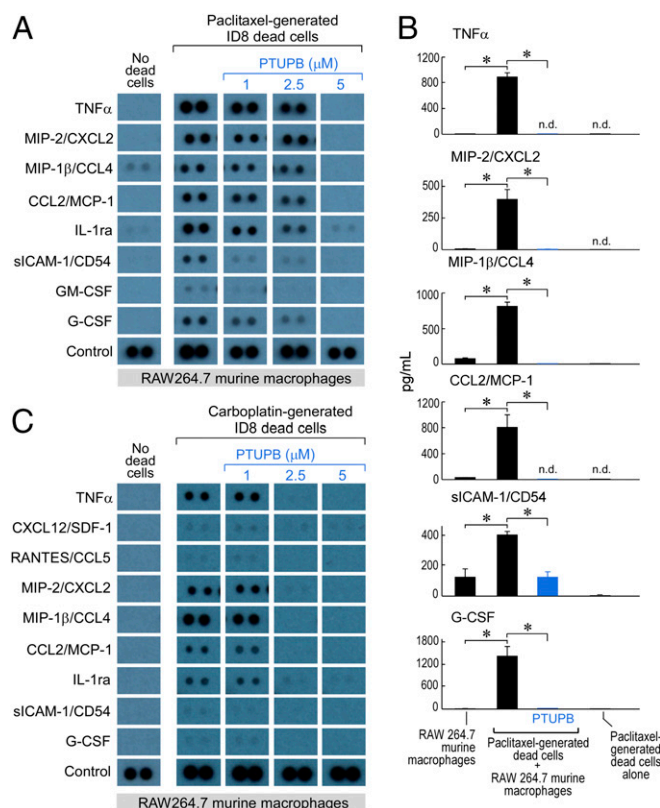 A
Paclitaxel-generated
ID8 dead cells
No
dead
cells
PTUPB (μM)
1 2.5 5
TNFα
MIP-2/CXCL2
MIP-1β/CCL4
CCL2/MCP-1
IL-1ra
sICAM-1/CD54
GM-CSF
G-CSF
Control
RAW264.7 murine macrophages
C
Carboplatin-generated
ID8 dead cells
No
dead
cells
PTUPB (μM)
1 2.5 5
TNFα
CXCL12/SDF-1
RANTES/CCL5
MIP-2/CXCL2
MIP-1β/CCL4
CCL2/MCP-1
IL-1ra
sICAM-1/CD54
G-CSF
Control
RAW264.7 murine macrophages
B
pg/mL
TNFα
1200
800
400
0
* *
n.d. n.d.
MIP-2/CXCL2
500
250
0
* *
n.d.
MIP-1β/CCL4
1000
500
0
* *
CCL2/MCP-1
1200
800
400
0
* *
n.d. n.d.
sICAM-1/CD54
400
200
0
* *
G-CSF
1800
1200
600
0
* *
PTUPB
RAW 264.7
murine
macrophages
Paclitaxel-generated
dead cells
+
RAW 264.7 murine
macrophages
Paclitaxel-
generated
dead cells
alone